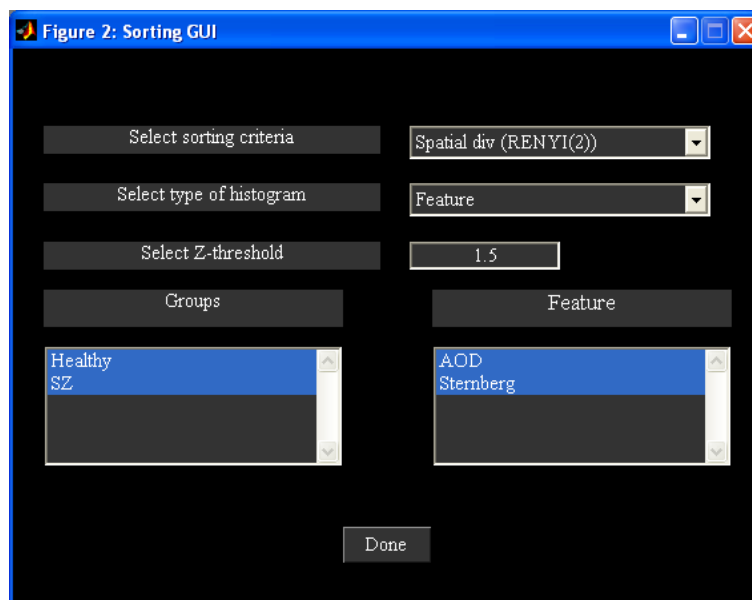 Figure 2: Sorting GUI
Select sorting criteria
Spatial div (RENYI(2))
Select type of histogram
Feature
Select Z-threshold
1.5
Groups
Feature
Healthy
SZ
AOD
Sternberg
Done